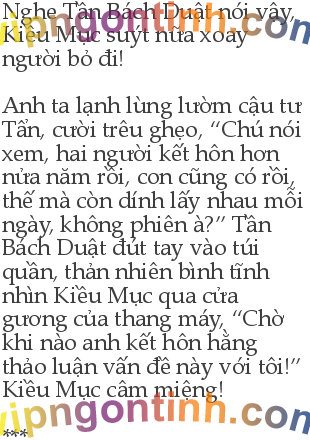 Nghe Tần Bách Duật nói vậy,
Kiều Mục suýt nữa xoay
người bỏ đi!
Anh ta lạnh lùng lườm cậu tư
Tẩn, cười trêu ghẹo, “Chú nói
xem, hai người kết hôn hơn
nửa năm rồi, con cũng có rồi,
thế mà còn dính lấy nhau mỗi
ngày, không phiên à?” Tần
Bách Duật đút tay vào túi
quần, thản nhiên bình tĩnh
nhìn Kiều Mục qua cửa
gương của thang máy, “Chờ
khi nào anh kết hôn hằng
thảo luận vấn đề này với tôi!”
Kiều Mục câm miệng!
vipngontinh.com
***